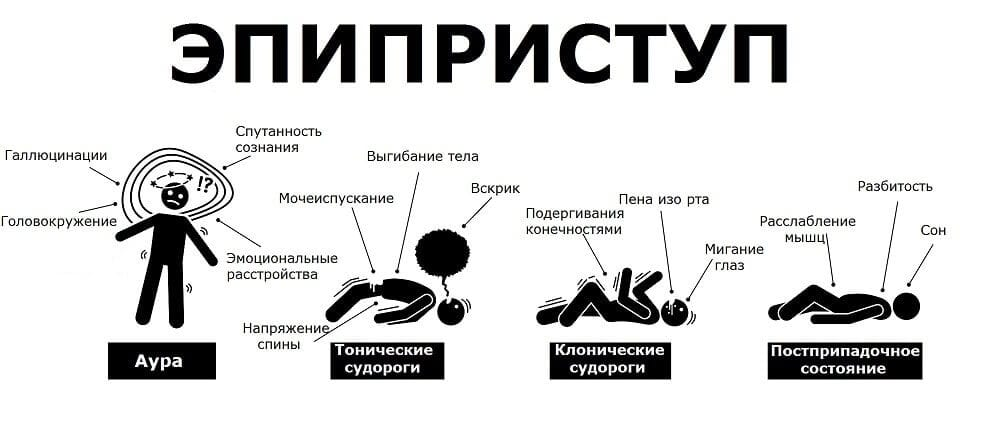 ЭПИПРИСТУП
Галлюцинации
Спутанность
сознания
Головокружение
Эмоциональные
расстройства
Аура
Мочеиспускание
Выгибание тела
Вскрик
Напряжение
спины
Тонические
судороги
Подергивания
конечностями
Пена изо рта
Мигание
глаз
Клонические
судороги
Расслабление
мышц
Разбитость
Сон
Постприпадочное
состояние
!?